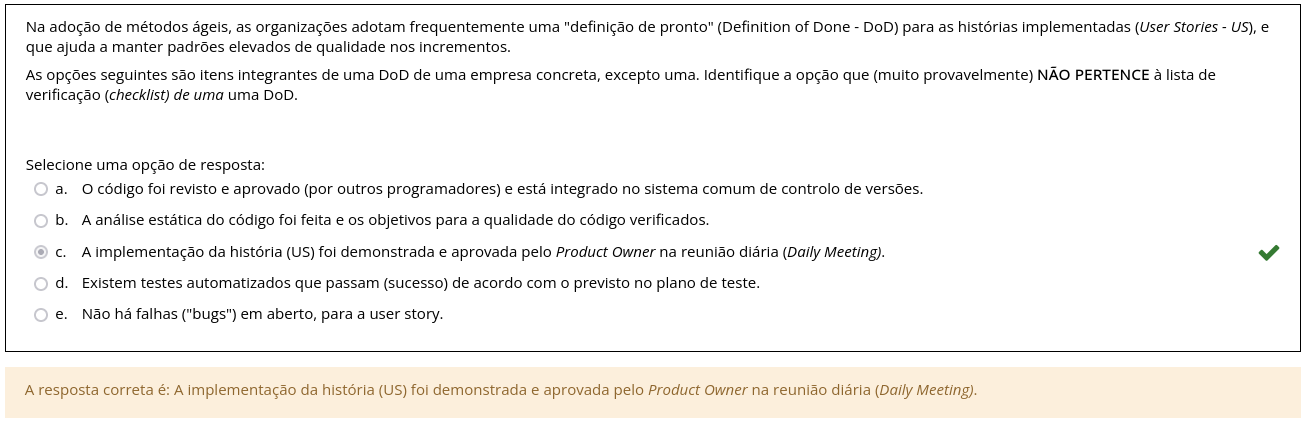 Na adoção de métodos ágeis, as organizações adotam frequentemente uma "definição de pronto" (Definition of Done - DoD) para as histórias implementadas (User Stories - US), e
que ajuda a manter padrões elevados de qualidade nos incrementos.
As opções seguintes são itens integrantes de uma DoD de uma empresa concreta, excepto uma. Identifique a opção que (muito provavelmente) NÃO PERTENCE à lista de
verificação (checklist) de uma uma DoD.
Selecione uma opção de resposta:
a. O código foi revisto e aprovado (por outros programadores) e está integrado no sistema comum de controlo de versões.
b. A análise estática do código foi feita e os objetivos para a qualidade do código verificados.
c. A implementação da história (US) foi demonstrada e aprovada pelo Product Owner na reunião diária (Daily Meeting).
d. Existem testes automatizados que passam (sucesso) de acordo com o previsto no plano de teste.
e. Não há falhas ("bugs") em aberto, para a user story.
A resposta correta é: A implementação da história (US) foi demonstrada e aprovada pelo Product Owner na reunião diária (Daily Meeting).